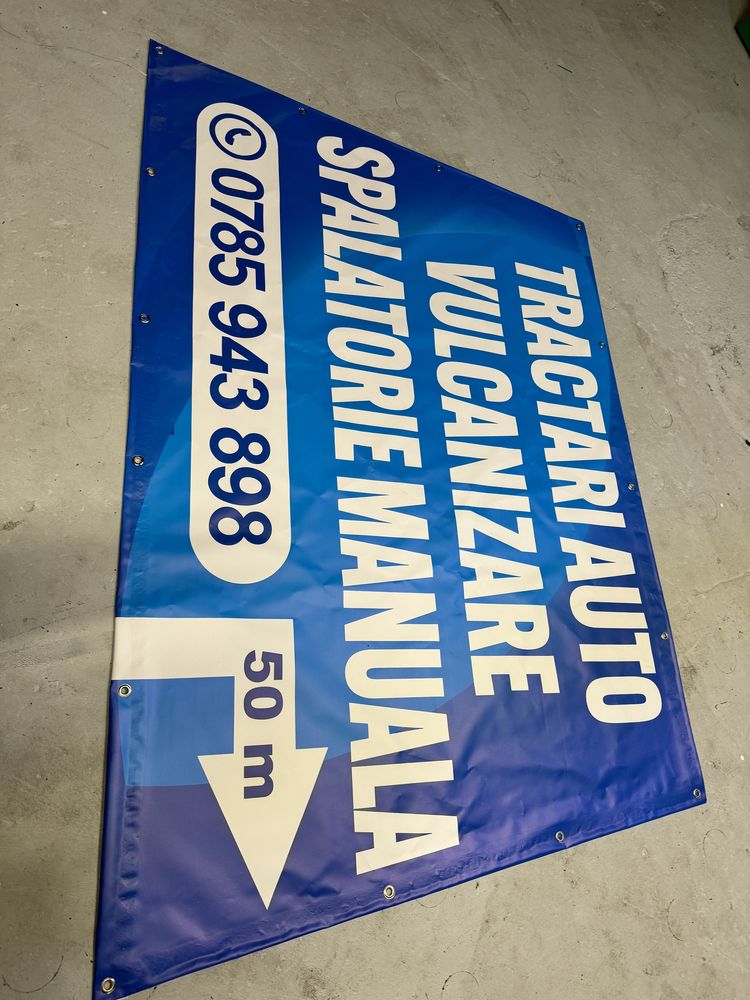 TRACTARI AUTO
VULCANIZARE
SPALATORIE MANUALA
0785 943 898
50 m